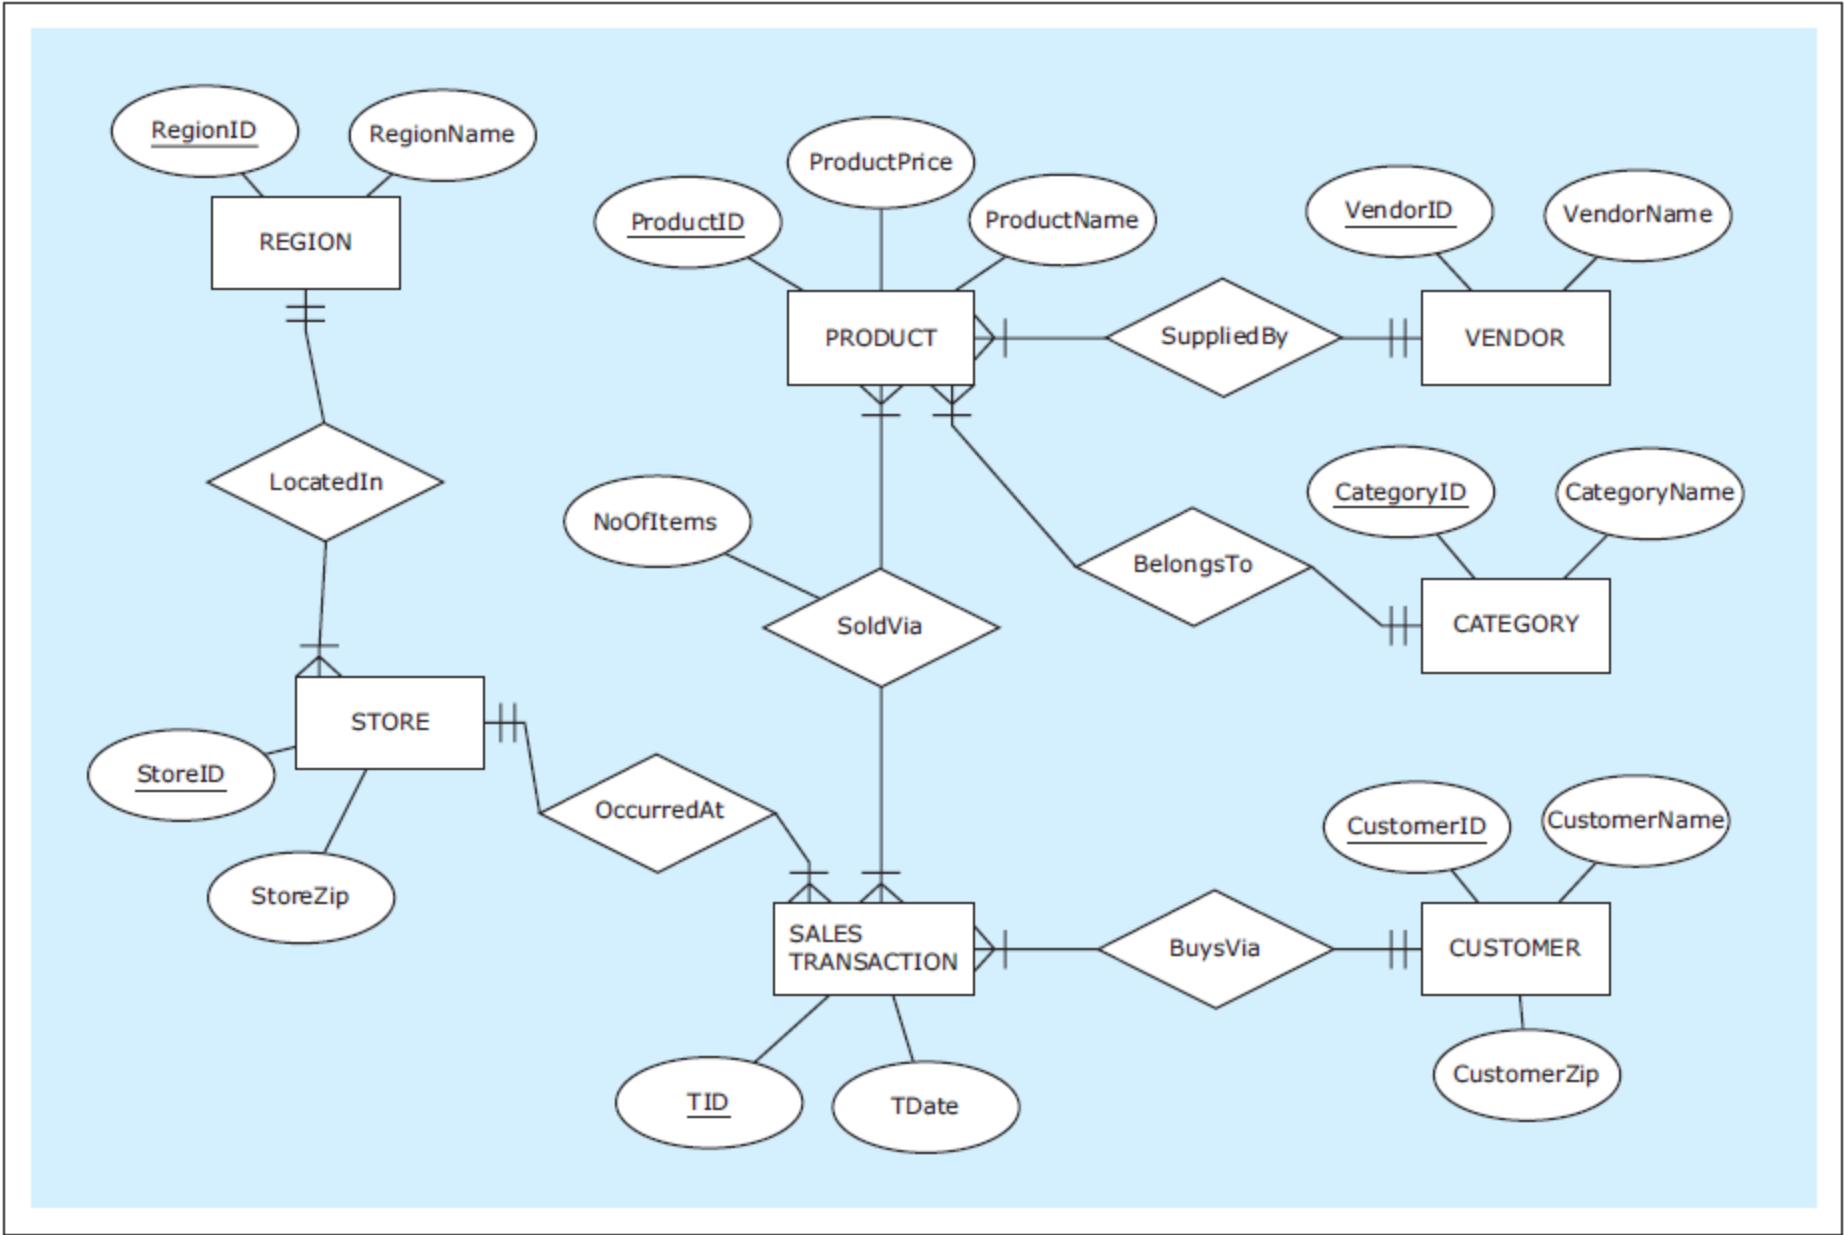 RegionID
RegionName
REGION
ProductPrice
ProductID
ProductName
VendorID
VendorName
PRODUCT
SuppliedBy
VENDOR
LocatedIn
NoOfItems
CategoryID
CategoryName
BelongsTo
SoldVia
CATEGORY
STORE
StoreID
OccurredAt
StoreZip
CustomerID
CustomerName
SALES
TRANSACTION
BuysVia
CUSTOMER
TID
TDate
CustomerZip